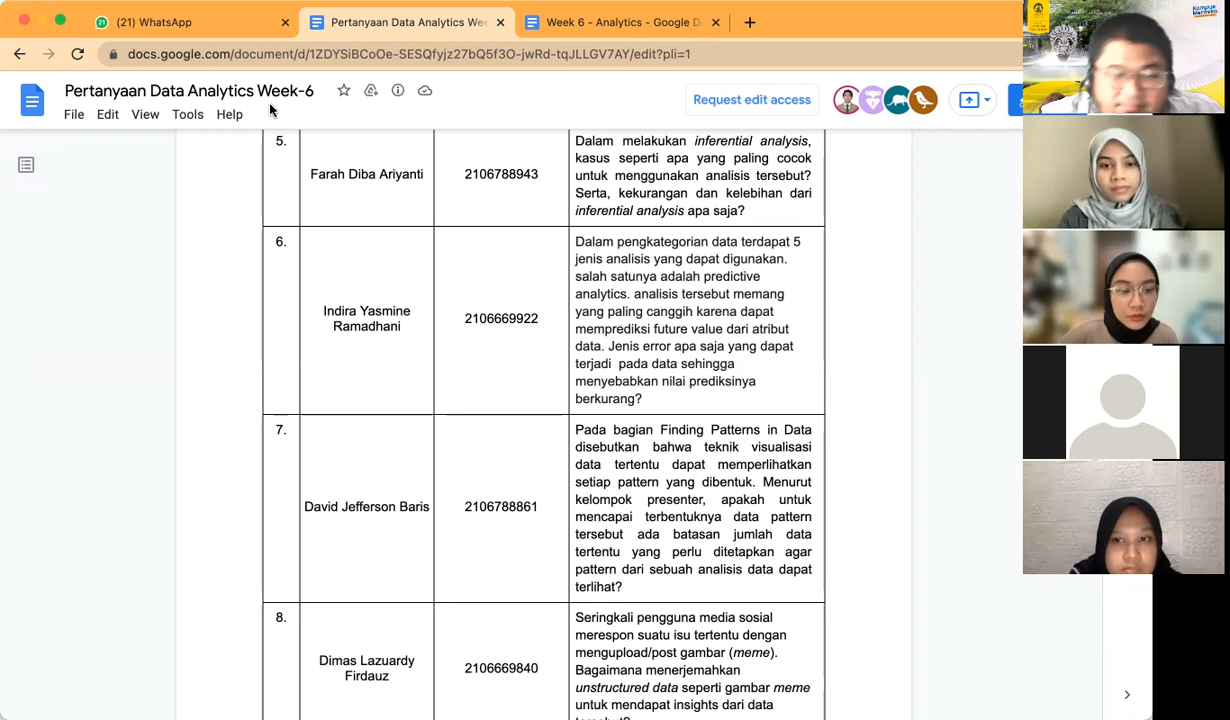 (21) WhatsApp
Pertanyaan Data Analytics Wee
Week 6 - Analytics - Google D
docs.google.com/document/d/1ZDYSiBCoOe-SESQfyjz27bQ5f3O-jwRd-tqJLLGV7AY/edit?pli=1
Pertanyaan Data Analytics Week-6
Request edit access
File Edit View Tools Help
Kampus
Merdeka
5.
Farah Diba Ariyanti
2106788943
Dalam melakukan inferential analysis,
kasus seperti apa yang paling cocok
untuk menggunakan analisis tersebut?
Serta, kekurangan dan kelebihan dari
inferential analysis apa saja?
6.
Indira Yasmine
Ramadhani
2106669922
Dalam pengkategorian data terdapat 5
jenis analisis yang dapat digunakan.
salah satunya adalah predictive
analytics. analisis tersebut memang
yang paling canggih karena dapat
memprediksi future value dari atribut
data. Jenis error apa saja yang dapat
terjadi pada data sehingga
menyebabkan nilai prediksinya
berkurang?
7.
David Jefferson Baris
2106788861
Pada bagian Finding Patterns in Data
disebutkan bahwa teknik visualisasi
data tertentu dapat memperlihatkan
setiap pattern yang dibentuk. Menurut
kelompok presenter, apakah untuk
mencapai terbentuknya data pattern
tersebut ada batasan jumlah data
tertentu yang perlu ditetapkan agar
pattern dari sebuah analisis data dapat
terlihat?
8.
Dimas Lazuardy
Firdauz
2106669840
Seringkali pengguna media sosial
merespon suatu isu tertentu dengan
mengupload/post gambar (meme).
Bagaimana menerjemahkan
unstructured data seperti gambar meme
untuk mendapat insights dari data